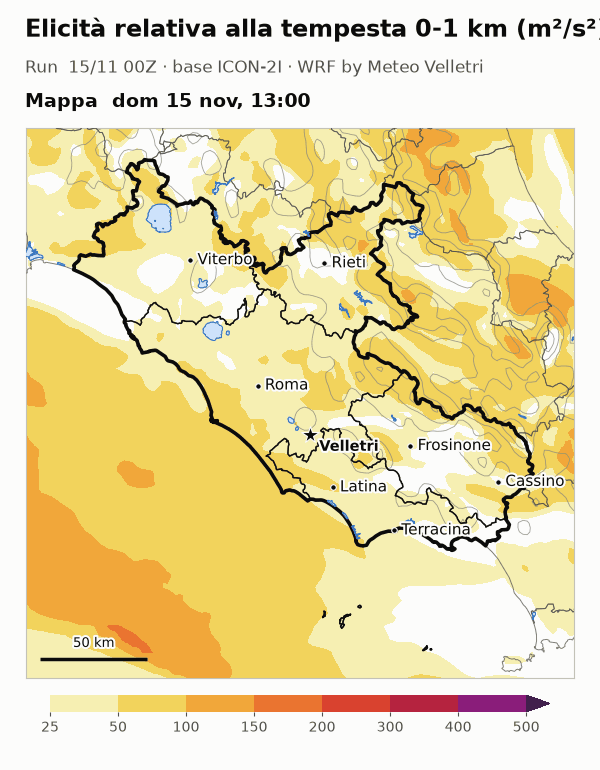 Elicità relativa alla tempesta 0-1 km (m²/s²)
Run  15/11 00Z · base ICON-2I · WRF by Meteo Velletri
Mappa  dom 15 nov, 13:00
Viterbo
Rieti
Roma
Velletri
Frosinone
Latina
Cassino
Terracina
50 km
25 50 100 150 200 300 400 500